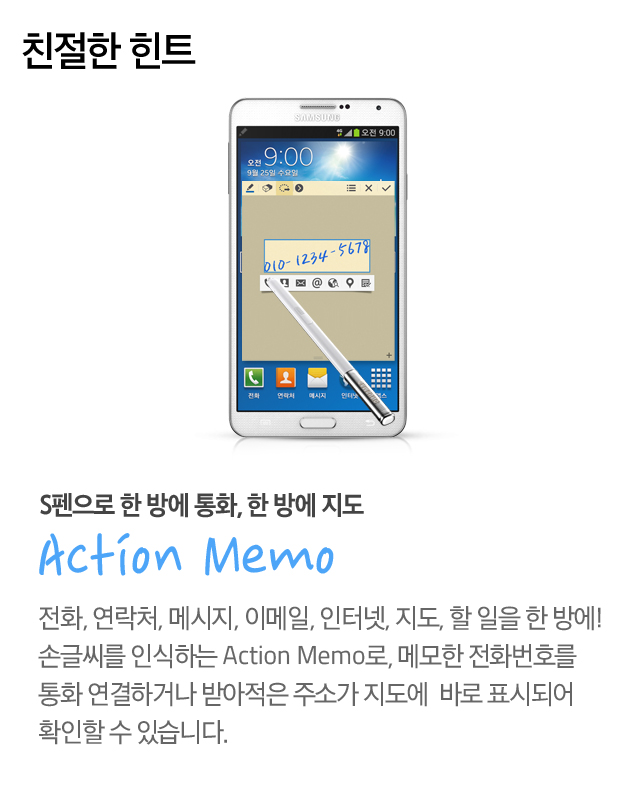 친절한 힌트
SAMSUNG
오전 9:00
오전 9:00
9월 25일 수요일
010-1234-5678
전화 연락처 메시지
S펜으로 한 방에 통화, 한 방에 지도
Action Memo
전화, 연락처, 메시지, 이메일, 인터넷, 지도, 할 일을 한 방에!
손글씨를 인식하는 Action Memo로, 메모한 전화번호를
통화 연결하거나 받아적은 주소가 지도에 바로 표시되어
확인할 수 있습니다.